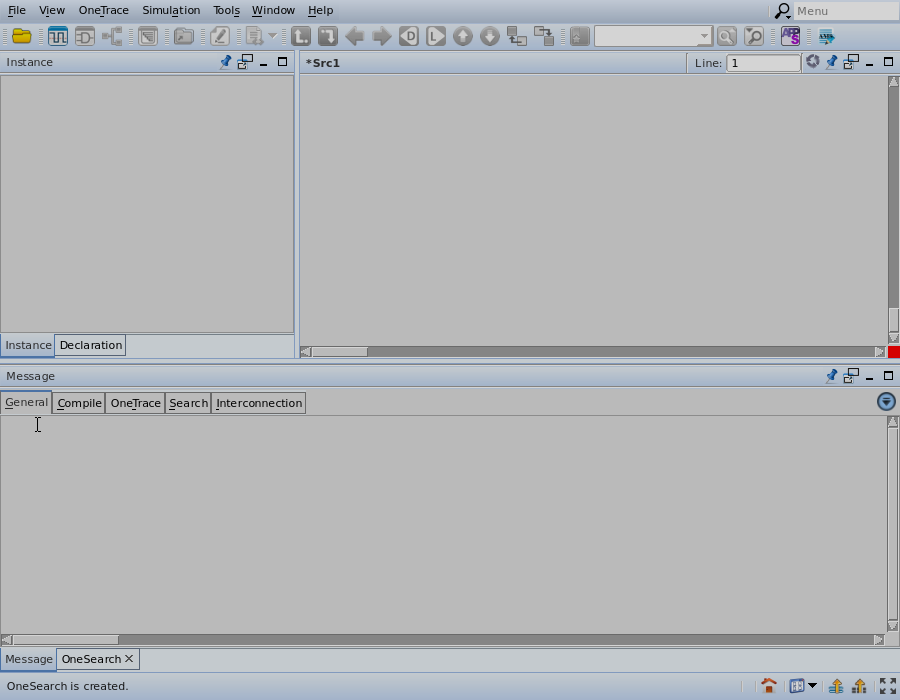 File View OneTrace Simulation Tools Window Help Menu
D L APPS
Instance *Src1 Line: 1
Instance Declaration
Message
General Compile OneTrace Search Interconnection
Message OneSearch
OneSearch is created.